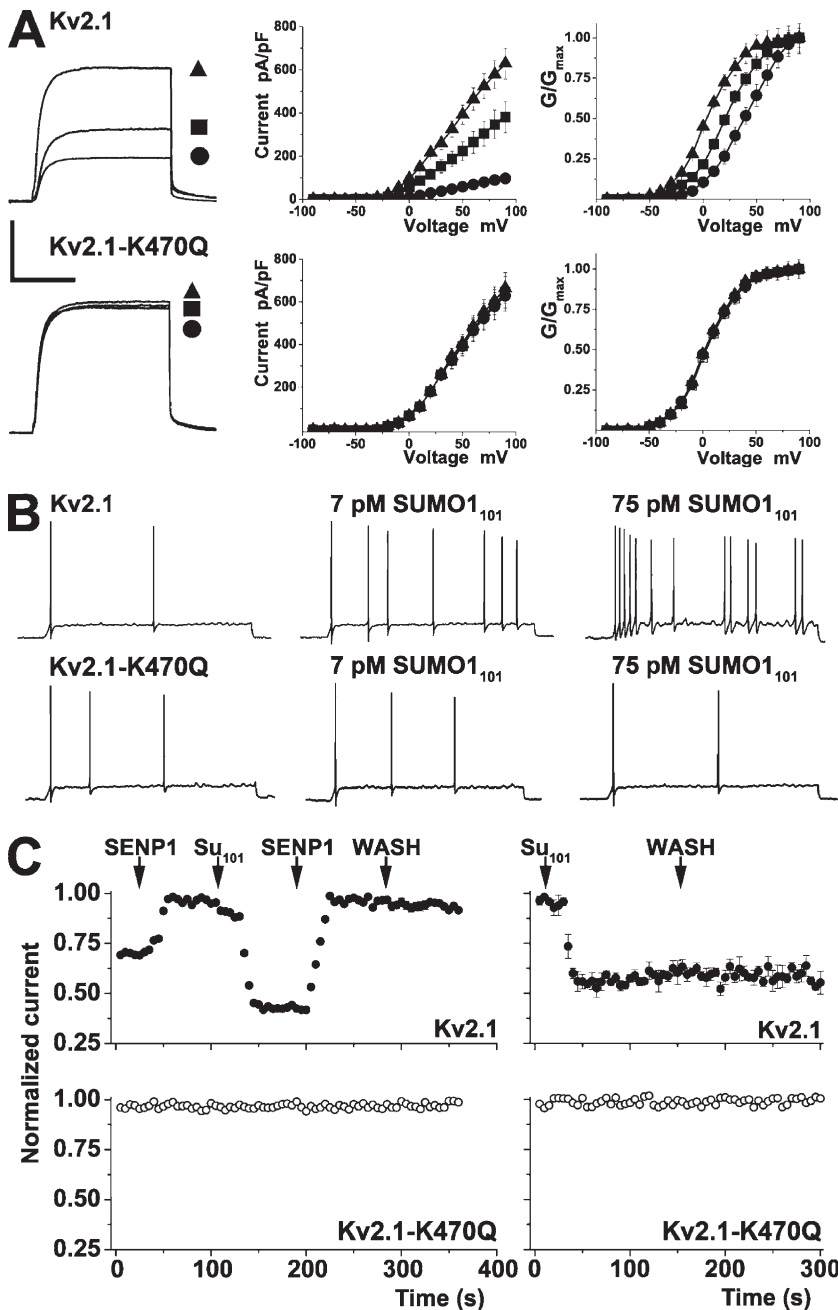 A
Kv2.1
Current pA/pF
800
600
400
200
0
-100 -50 0 50 100
Voltage mV
G/Gmax
1.00
0.75
0.50
0.25
-100 -50 0 50 100
Voltage mV
Kv2.1-K470Q
Current pA/pF
800
600
400
200
-100 -50 0 50 100
Voltage mV
G/Gmax
1.00
0.75
0.50
0.25
-100 -50 0 50 100
Voltage mV
B
Kv2.1
7 pM SUMO1101
75 pM SUMO1101
Kv2.1-K470Q
7 pM SUMO1101
75 pM SUMO1101
C
SENP1 Su101 SENP1 WASH
Su101 WASH
Normalized current
1.00
0.75
0.50
0.25
Kv2.1
Kv2.1
1.00
0.75
0.50
0.25
Kv2.1-K470Q
Kv2.1-K470Q
0 100 200 300 400
Time (s)
0 100 200 300
Time (s)